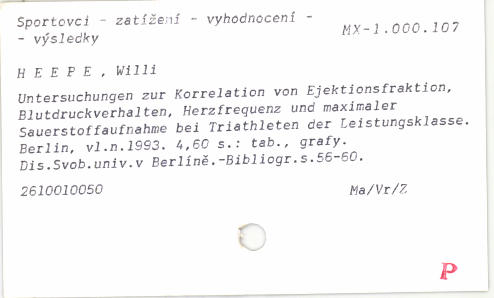 Sportovci - zatížení - vyhodnocení -
- výsledky
MX-1.000.107
H E E P E , Willi
Untersuchungen zur Korrelation von Ejektionsfraktion,
Blutdruckverhalten, Herzfrequenz und maximaler
Sauerstoffaufnahme bei Triathleten der Leistungsklasse.
Berlin, vl.n.1993. 4,60 s.: tab., grafy.
Dis.Svob.univ.v Berlíně.-Bibliogr.s.56-60.
2610010050
Ma/Vr/Z
P